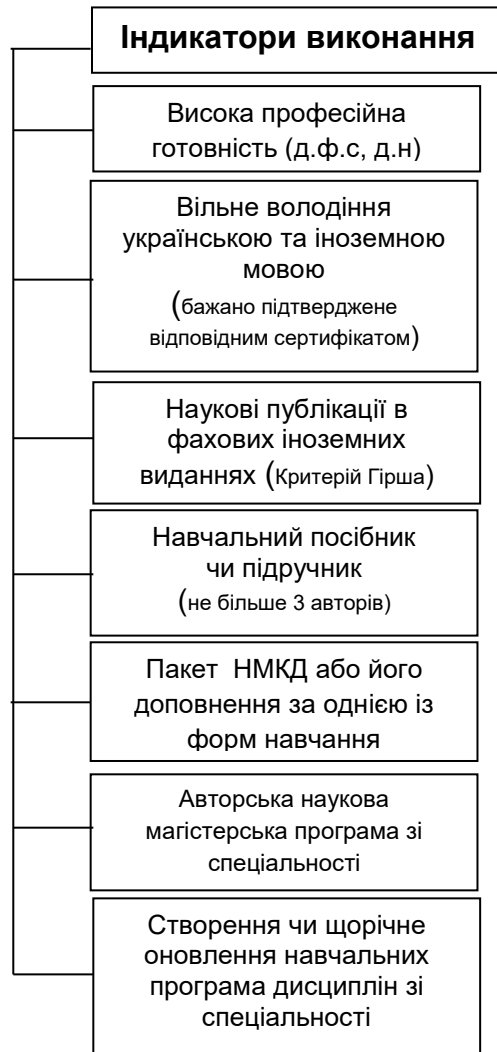 Індикатори виконання
Висока професійна
готовність (д.ф.с, д.н)
Вільне володіння
українською та іноземною
мовою
(бажано підтверджене
відповідним сертифікатом)
Наукові публікації в
фахових іноземних
виданнях (Критерій Гірша)
Навчальний посібник
чи підручник
(не більше 3 авторів)
Пакет НМКД або його
доповнення за однією із
форм навчання
Авторська наукова
магістерська програма зі
спеціальності
Створення чи щорічне
оновлення навчальних
програма дисциплін зі
спеціальності